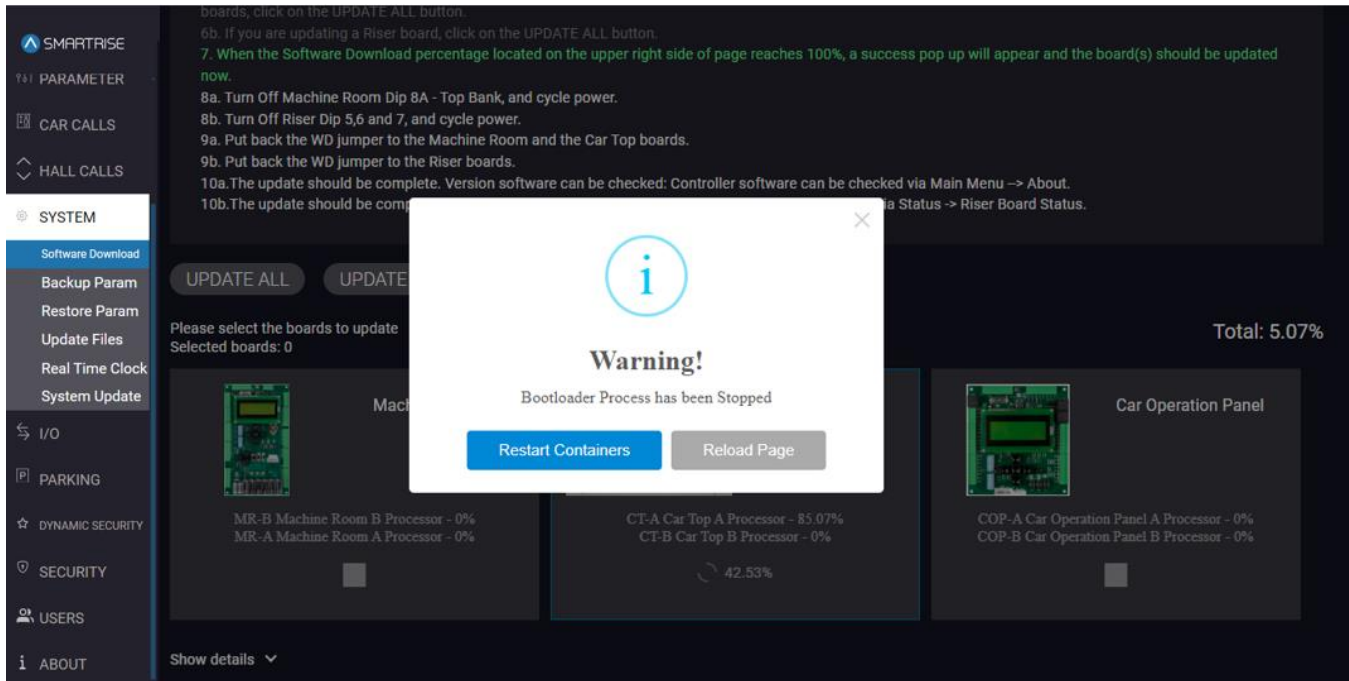 SMARTRISE
PARAMETER
CAR CALLS
HALL CALLS
SYSTEM
Software Download
Backup Param
Restore Param
Update Files
Real Time Clock
System Update
I/O
PARKING
DYNAMIC SECURITY
SECURITY
USERS
ABOUT
boards, click on the UPDATE ALL button.
6b. If you are updating a Riser board, click on the UPDATE ALL button.
7. When the Software Download percentage located on the upper right side of page reaches 100%, a success pop up will appear and the board(s) should be updated
now.
8a. Turn Off Machine Room Dip 8A - Top Bank, and cycle power.
8b. Turn Off Riser Dip 5,6 and 7, and cycle power.
9a. Put back the WD jumper to the Machine Room and the Car Top boards.
9b. Put back the WD jumper to the Riser boards.
10a.The update should be complete. Version software can be checked: Controller software can be checked via Main Menu –> About.
10b.The update should be comp
ia Status -> Riser Board Status.
UPDATE ALL
UPDATE
Please select the boards to update
Selected boards: 0
Total: 5.07%
Warning!
Bootloader Process has been Stopped
Restart Containers
Reload Page
Mach
MR-B Machine Room B Processor - 0%
MR-A Machine Room A Processor - 0%
CT-A Car Top A Processor - 85.07%
CT-B Car Top B Processor - 0%
42.53%
Car Operation Panel
COP-A Car Operation Panel A Processor - 0%
COP-B Car Operation Panel B Processor - 0%
Show details